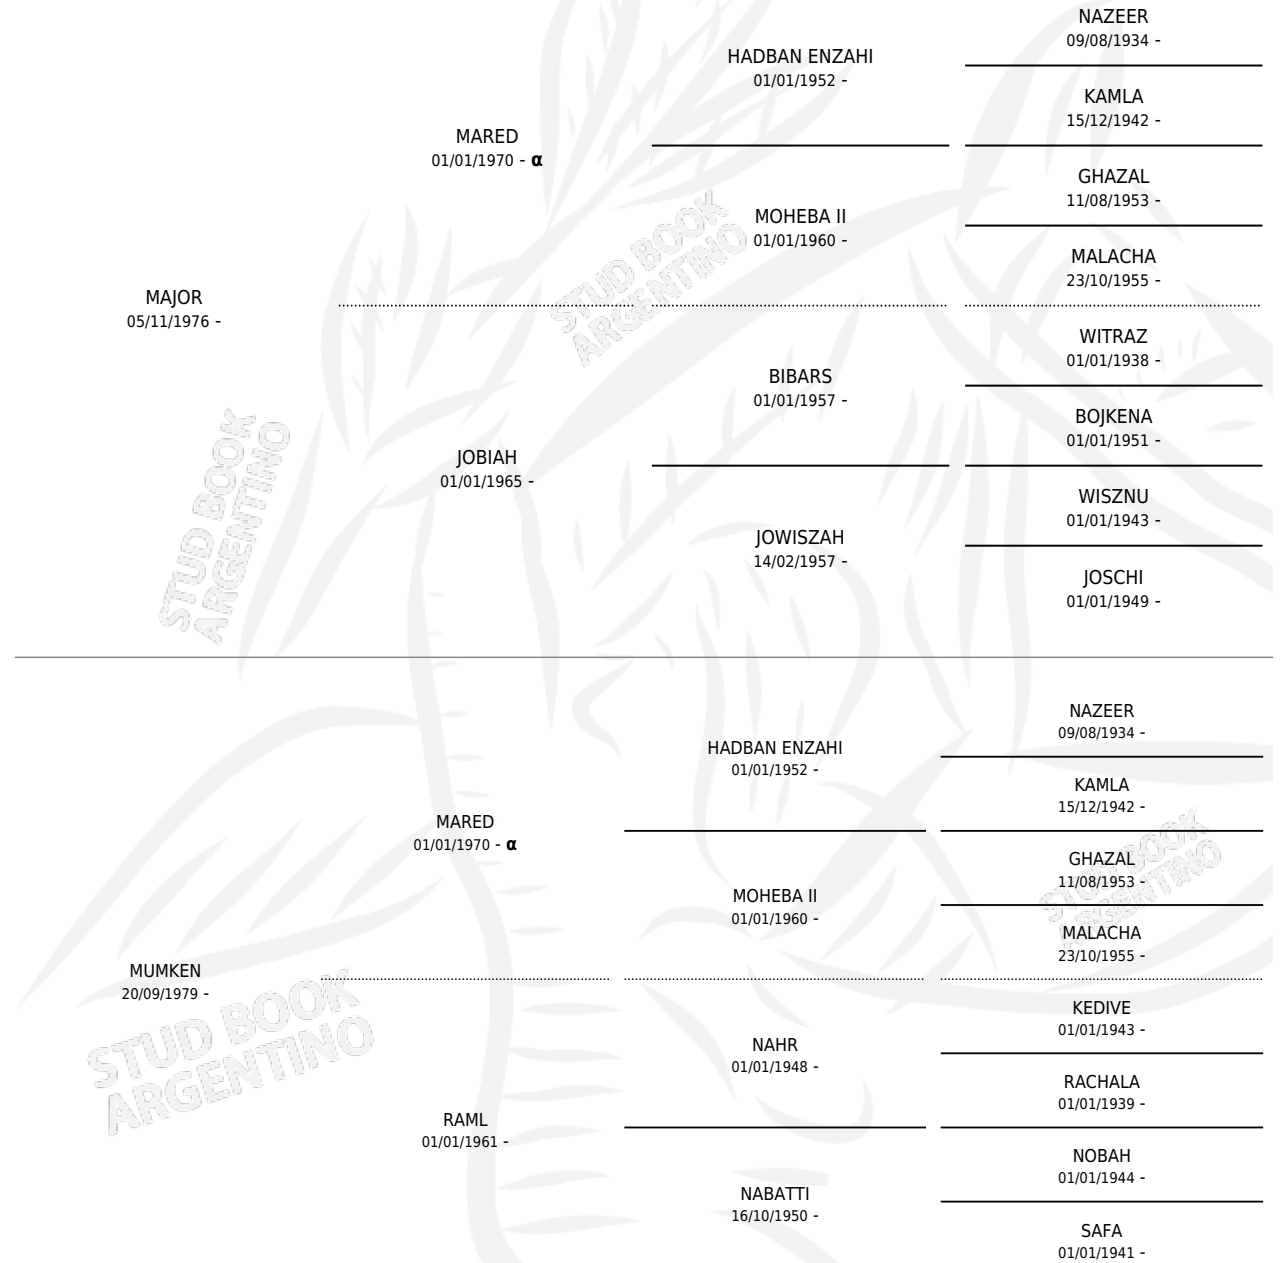 NAZEER
09/08/1934 -
HADBAN ENZAHI
01/01/1952 -
KAMLA
15/12/1942 -
MARED
01/01/1970 - α
GHAZAL
11/08/1953 -
MOHEBA II
01/01/1960 -
MALACHA
23/10/1955 -
MAJOR
05/11/1976 -
WITRAZ
01/01/1938 -
BIBARS
01/01/1957 -
BOJKENA
01/01/1951 -
JOBIAH
01/01/1965 -
WISZNU
01/01/1943 -
JOWISZAH
14/02/1957 -
JOSCHI
01/01/1949 -
STUD BOOK
ARGENTINO
STUD BOOK
ARGENTINO
NAZEER
09/08/1934 -
HADBAN ENZAHI
01/01/1952 -
KAMLA
15/12/1942 -
MARED
01/01/1970 - α
GHAZAL
11/08/1953 -
MOHEBA II
01/01/1960 -
MALACHA
23/10/1955 -
MUMKEN
20/09/1979 -
KEDIVE
01/01/1943 -
NAHR
01/01/1948 -
RACHALA
01/01/1939 -
RAML
01/01/1961 -
NOBAH
01/01/1944 -
NABATTI
16/10/1950 -
SAFA
01/01/1941 -
STUD BOOK
ARGENTINO
STUD BOOK
ARGENTINO